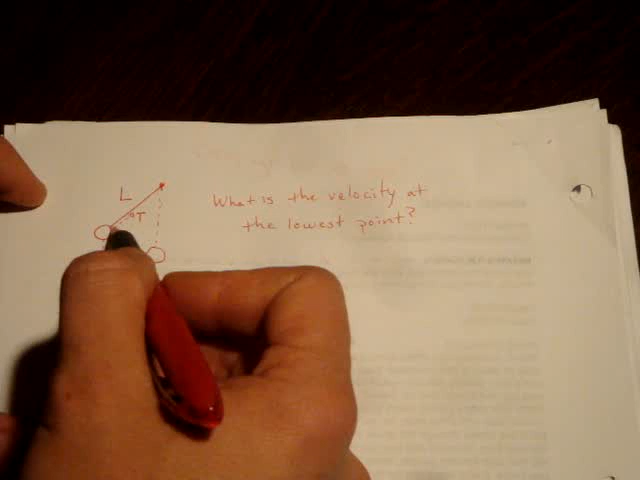 L
T
What is the velocity at
the lowest point?